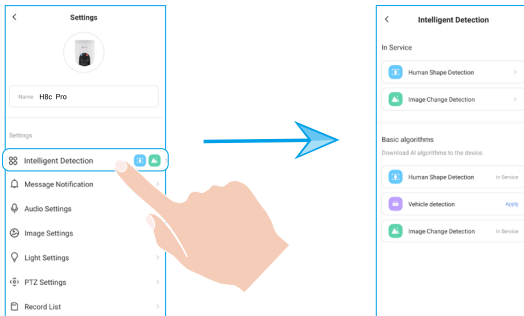 Settings
Name H8c Pro
Settings
Intelligent Detection
Message Notification
Audio Settings
Image Settings
Light Settings
PTZ Settings
Record List
Intelligent Detection
In Service
Human Shape Detection
Image Change Detection
Basic algorithms
Download AI algorithms to the device.
Human Shape Detection In Service
Vehicle detection Apply
Image Change Detection In Service